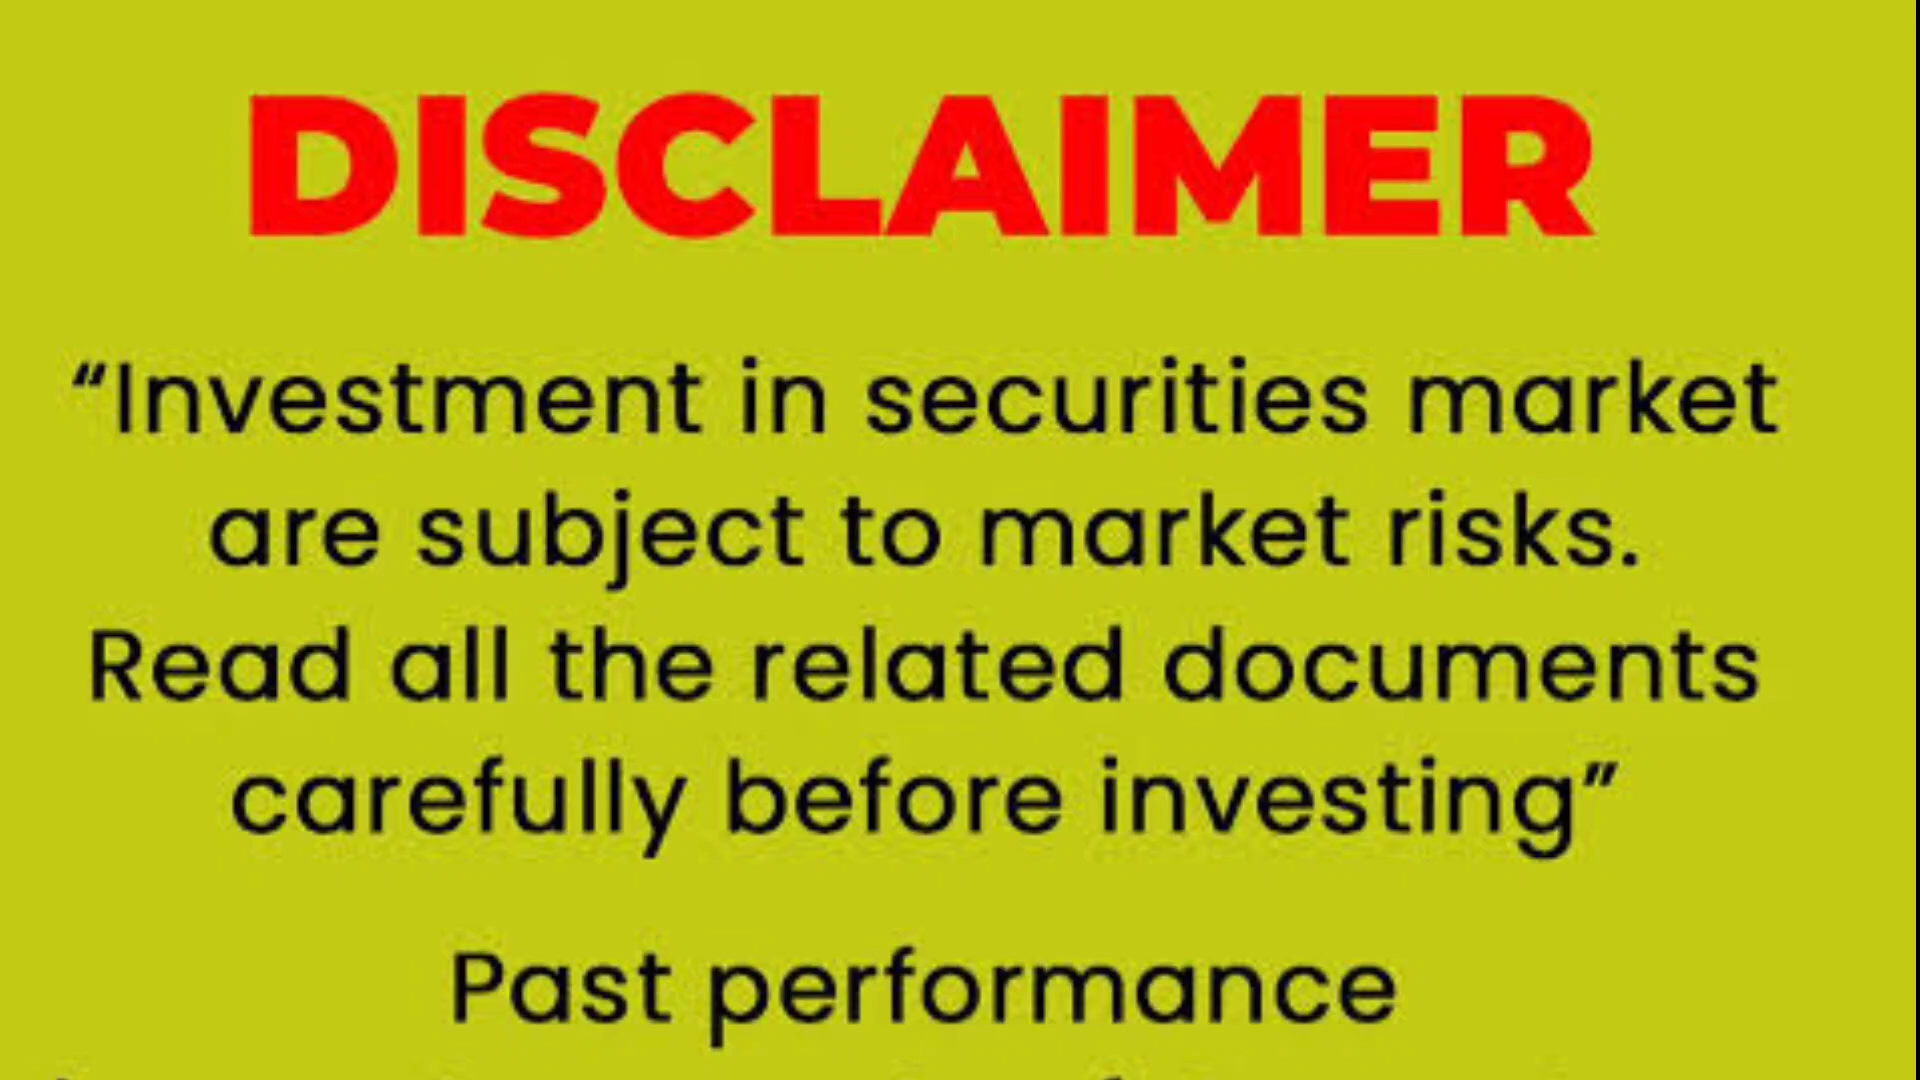 DISCLAIMER
“Investment in securities market
are subject to market risks.
Read all the related documents
carefully before investing”
Past performance